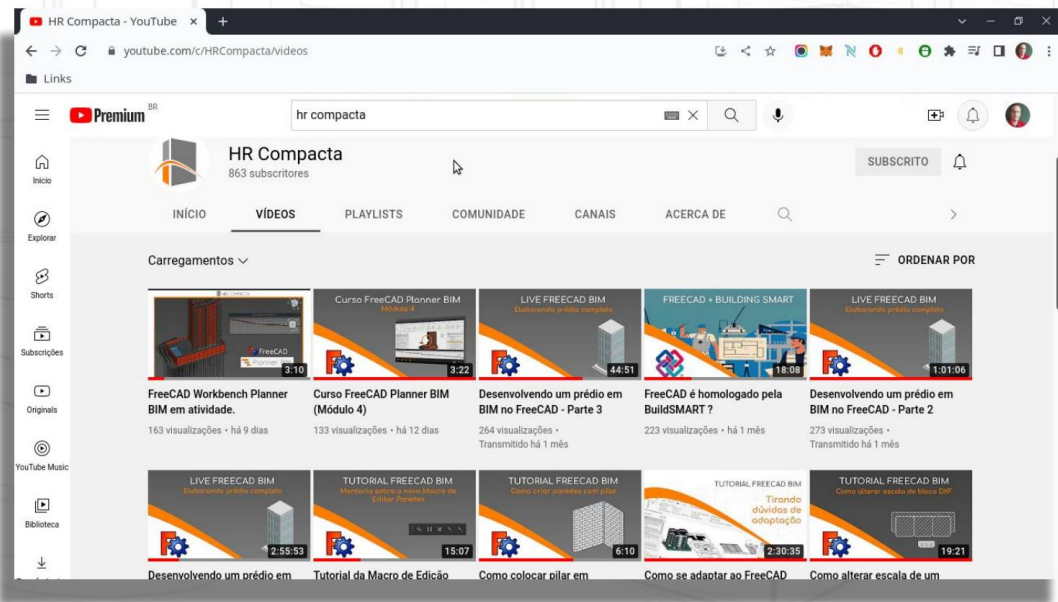 HR Compacta - YouTube
youtube.com/c/HRCompacta/videos
Links
Premium BR
hr compacta
HR Compacta
863 subscritores
SUBSCRITO
Início
Explorar
Shorts
Subscrições
Originals
YouTube Music
Biblioteca
INÍCIO VÍDEOS PLAYLISTS COMUNIDADE CANAIS ACERCA DE
Carregamentos
ORDENAR POR
FreeCAD
Planner BIM
3:10
FreeCAD Workbench Planner
BIM em atividade.
163 visualizações • há 9 dias
Curso FreeCAD Planner BIM
Módulo 4
3:22
Curso FreeCAD Planner BIM
(Módulo 4)
133 visualizações • há 12 dias
LIVE FREECAD BIM
Elaborando prédio completo
44:51
Desenvolvendo um prédio em
BIM no FreeCAD - Parte 3
264 visualizações •
Transmitido há 1 mês
FREECAD + BUILDING SMART
18:08
FreeCAD é homologado pela
BuildSMART ?
223 visualizações • há 1 mês
LIVE FREECAD BIM
Elaborando prédio completo
1:01:06
Desenvolvendo um prédio em
BIM no FreeCAD - Parte 2
273 visualizações •
Transmitido há 1 mês
LIVE FREECAD BIM
Elaborando prédio completo
2:55:53
Desenvolvendo um prédio em
TUTORIAL FREECAD BIM
Mentoria sobre a nova Macro de
Editar Paredes
15:07
Tutorial da Macro de Edição
TUTORIAL FREECAD BIM
Como criar paredes com pilar
6:10
Como colocar pilar em
TUTORIAL FREECAD BIM
Tirando
dúvidas de
adaptação
2:30:35
Como se adaptar ao FreeCAD
TUTORIAL FREECAD BIM
Como alterar escala de bloco DXF
19:21
Como alterar escala de um